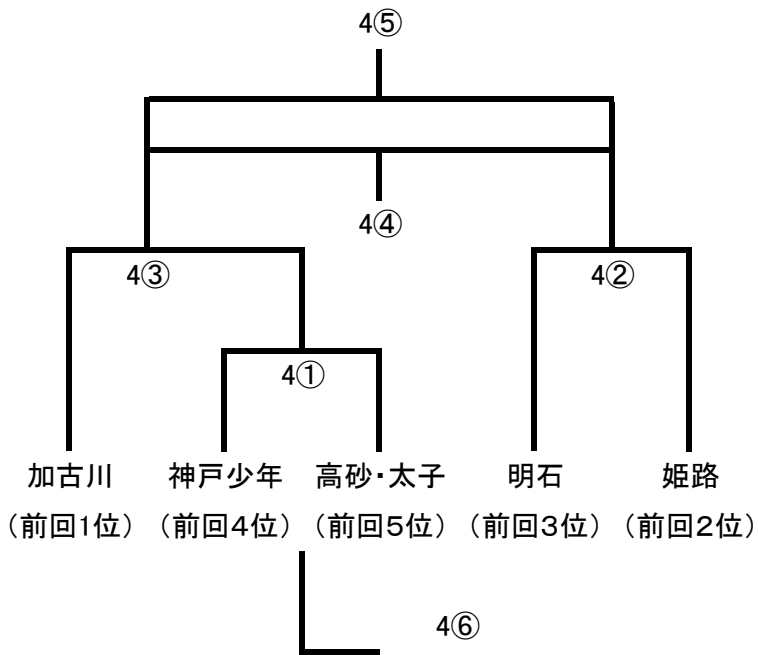 4⑤
4④
4③ 4②
4①
加古川 神戸少年 高砂・太子 明石 姫路
（前回1位） （前回4位） （前回5位） （前回3位） （前回2位）
4⑥